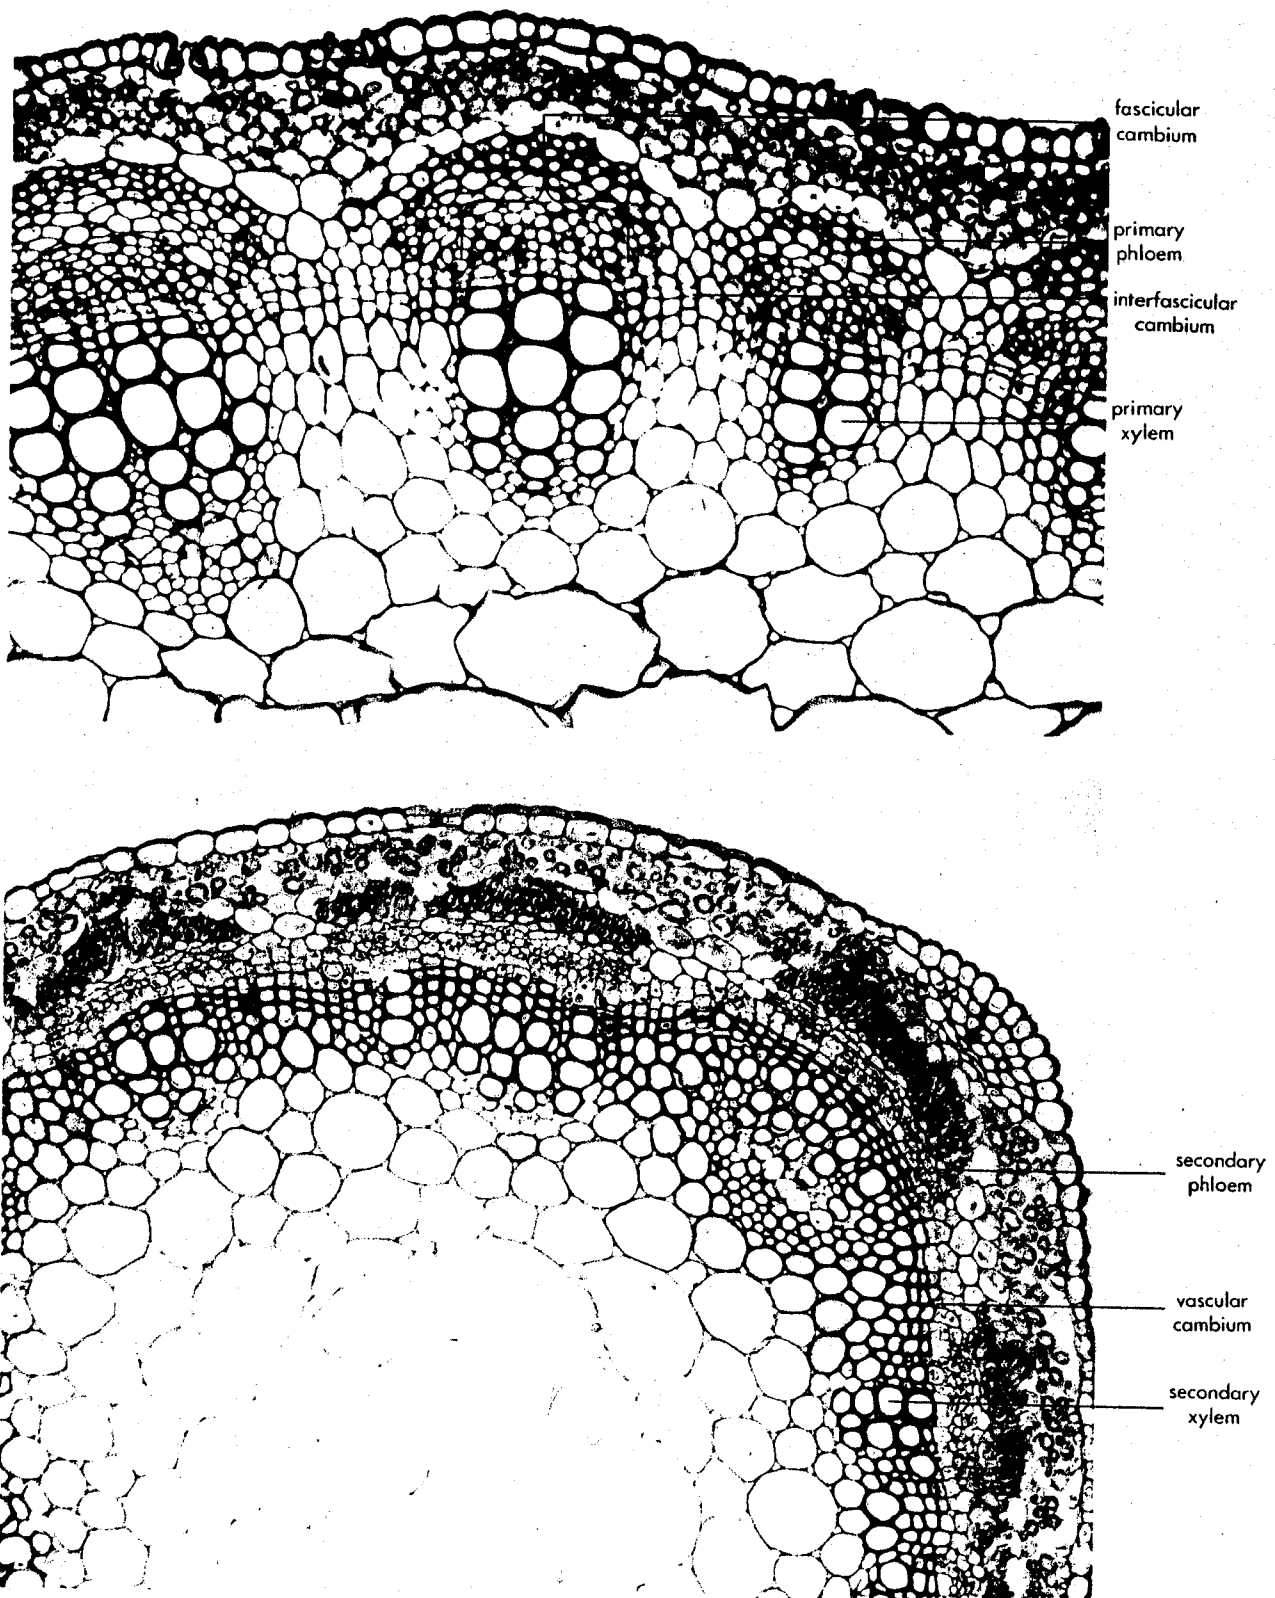 fascicular
cambium
primary
phloem
interfascicular
cambium
primary
xylem
secondary
phloem
vascular
cambium
secondary
xylem